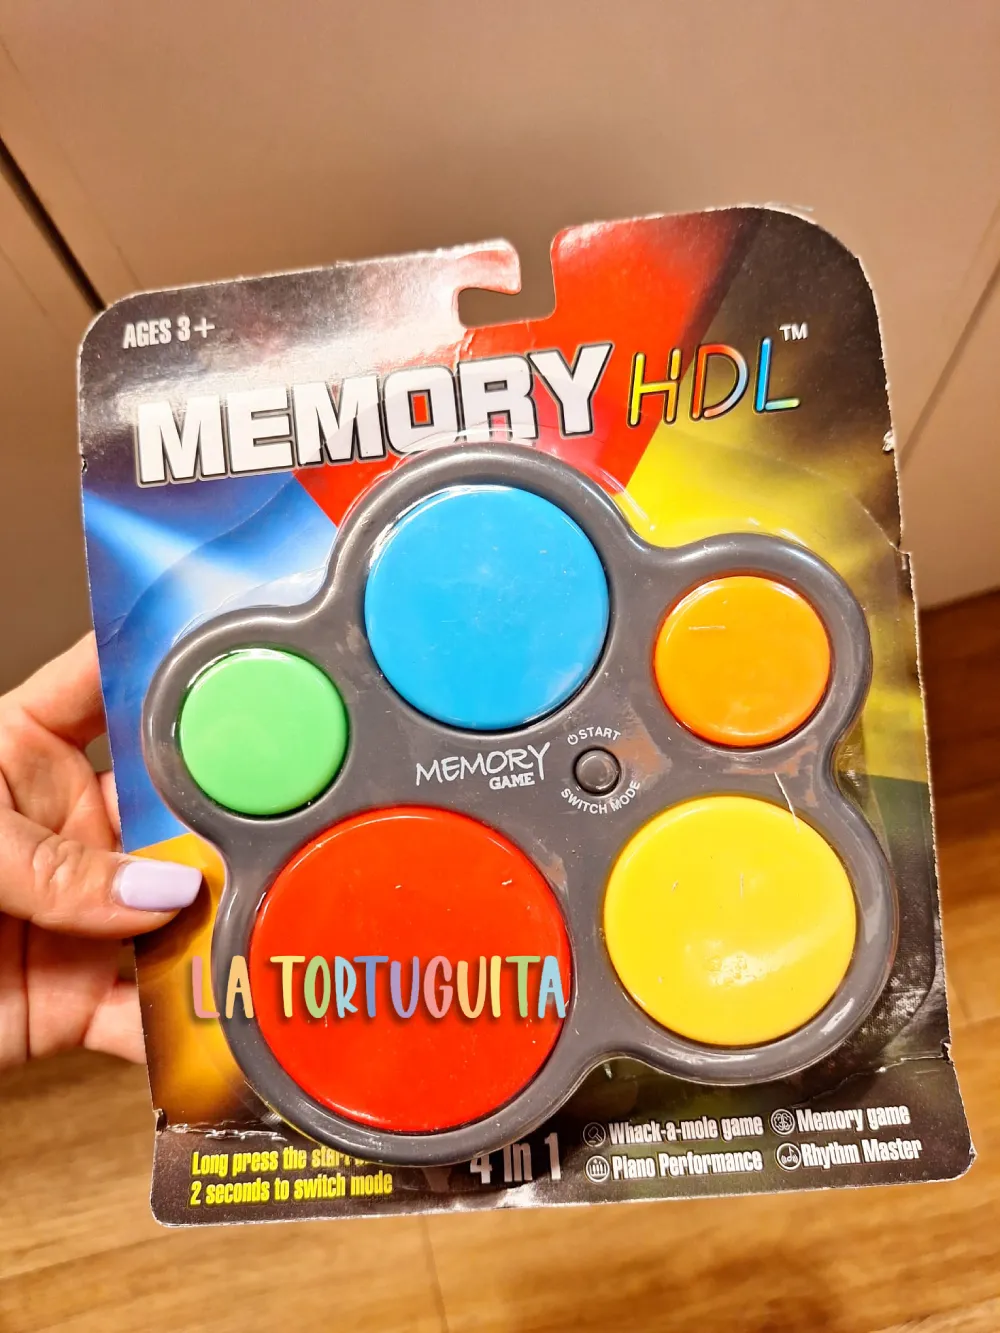 AGES 3+
MEMORY HDL™
START
MEMORY
GAME
SWITCH MODE
LA TORTUGUITA
Long press the
2 seconds to switch mode
4 in 1
Whack-a-mole game
Memory game
Piano Performance
Rhythm Master